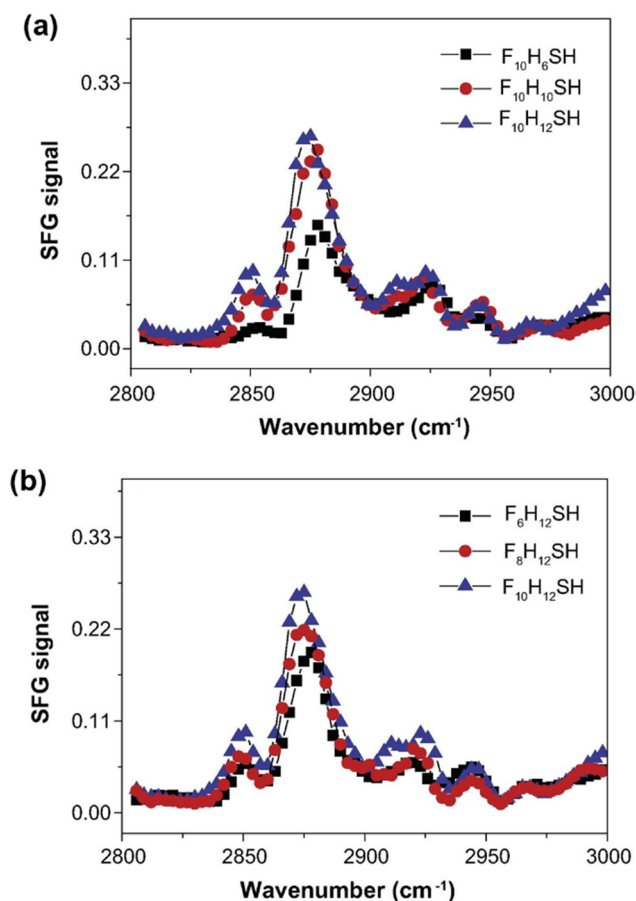 (a)
F₁₀H₆SH
F₁₀H₁₀SH
F₁₀H₁₂SH
SFG signal
0.33
0.22
0.11
0.00
2800
2850
2900
2950
3000
Wavenumber (cm⁻¹)
(b)
F₆H₁₂SH
F₈H₁₂SH
F₁₀H₁₂SH
SFG signal
0.33
0.22
0.11
0.00
2800
2850
2900
2950
3000
Wavenumber (cm⁻¹)